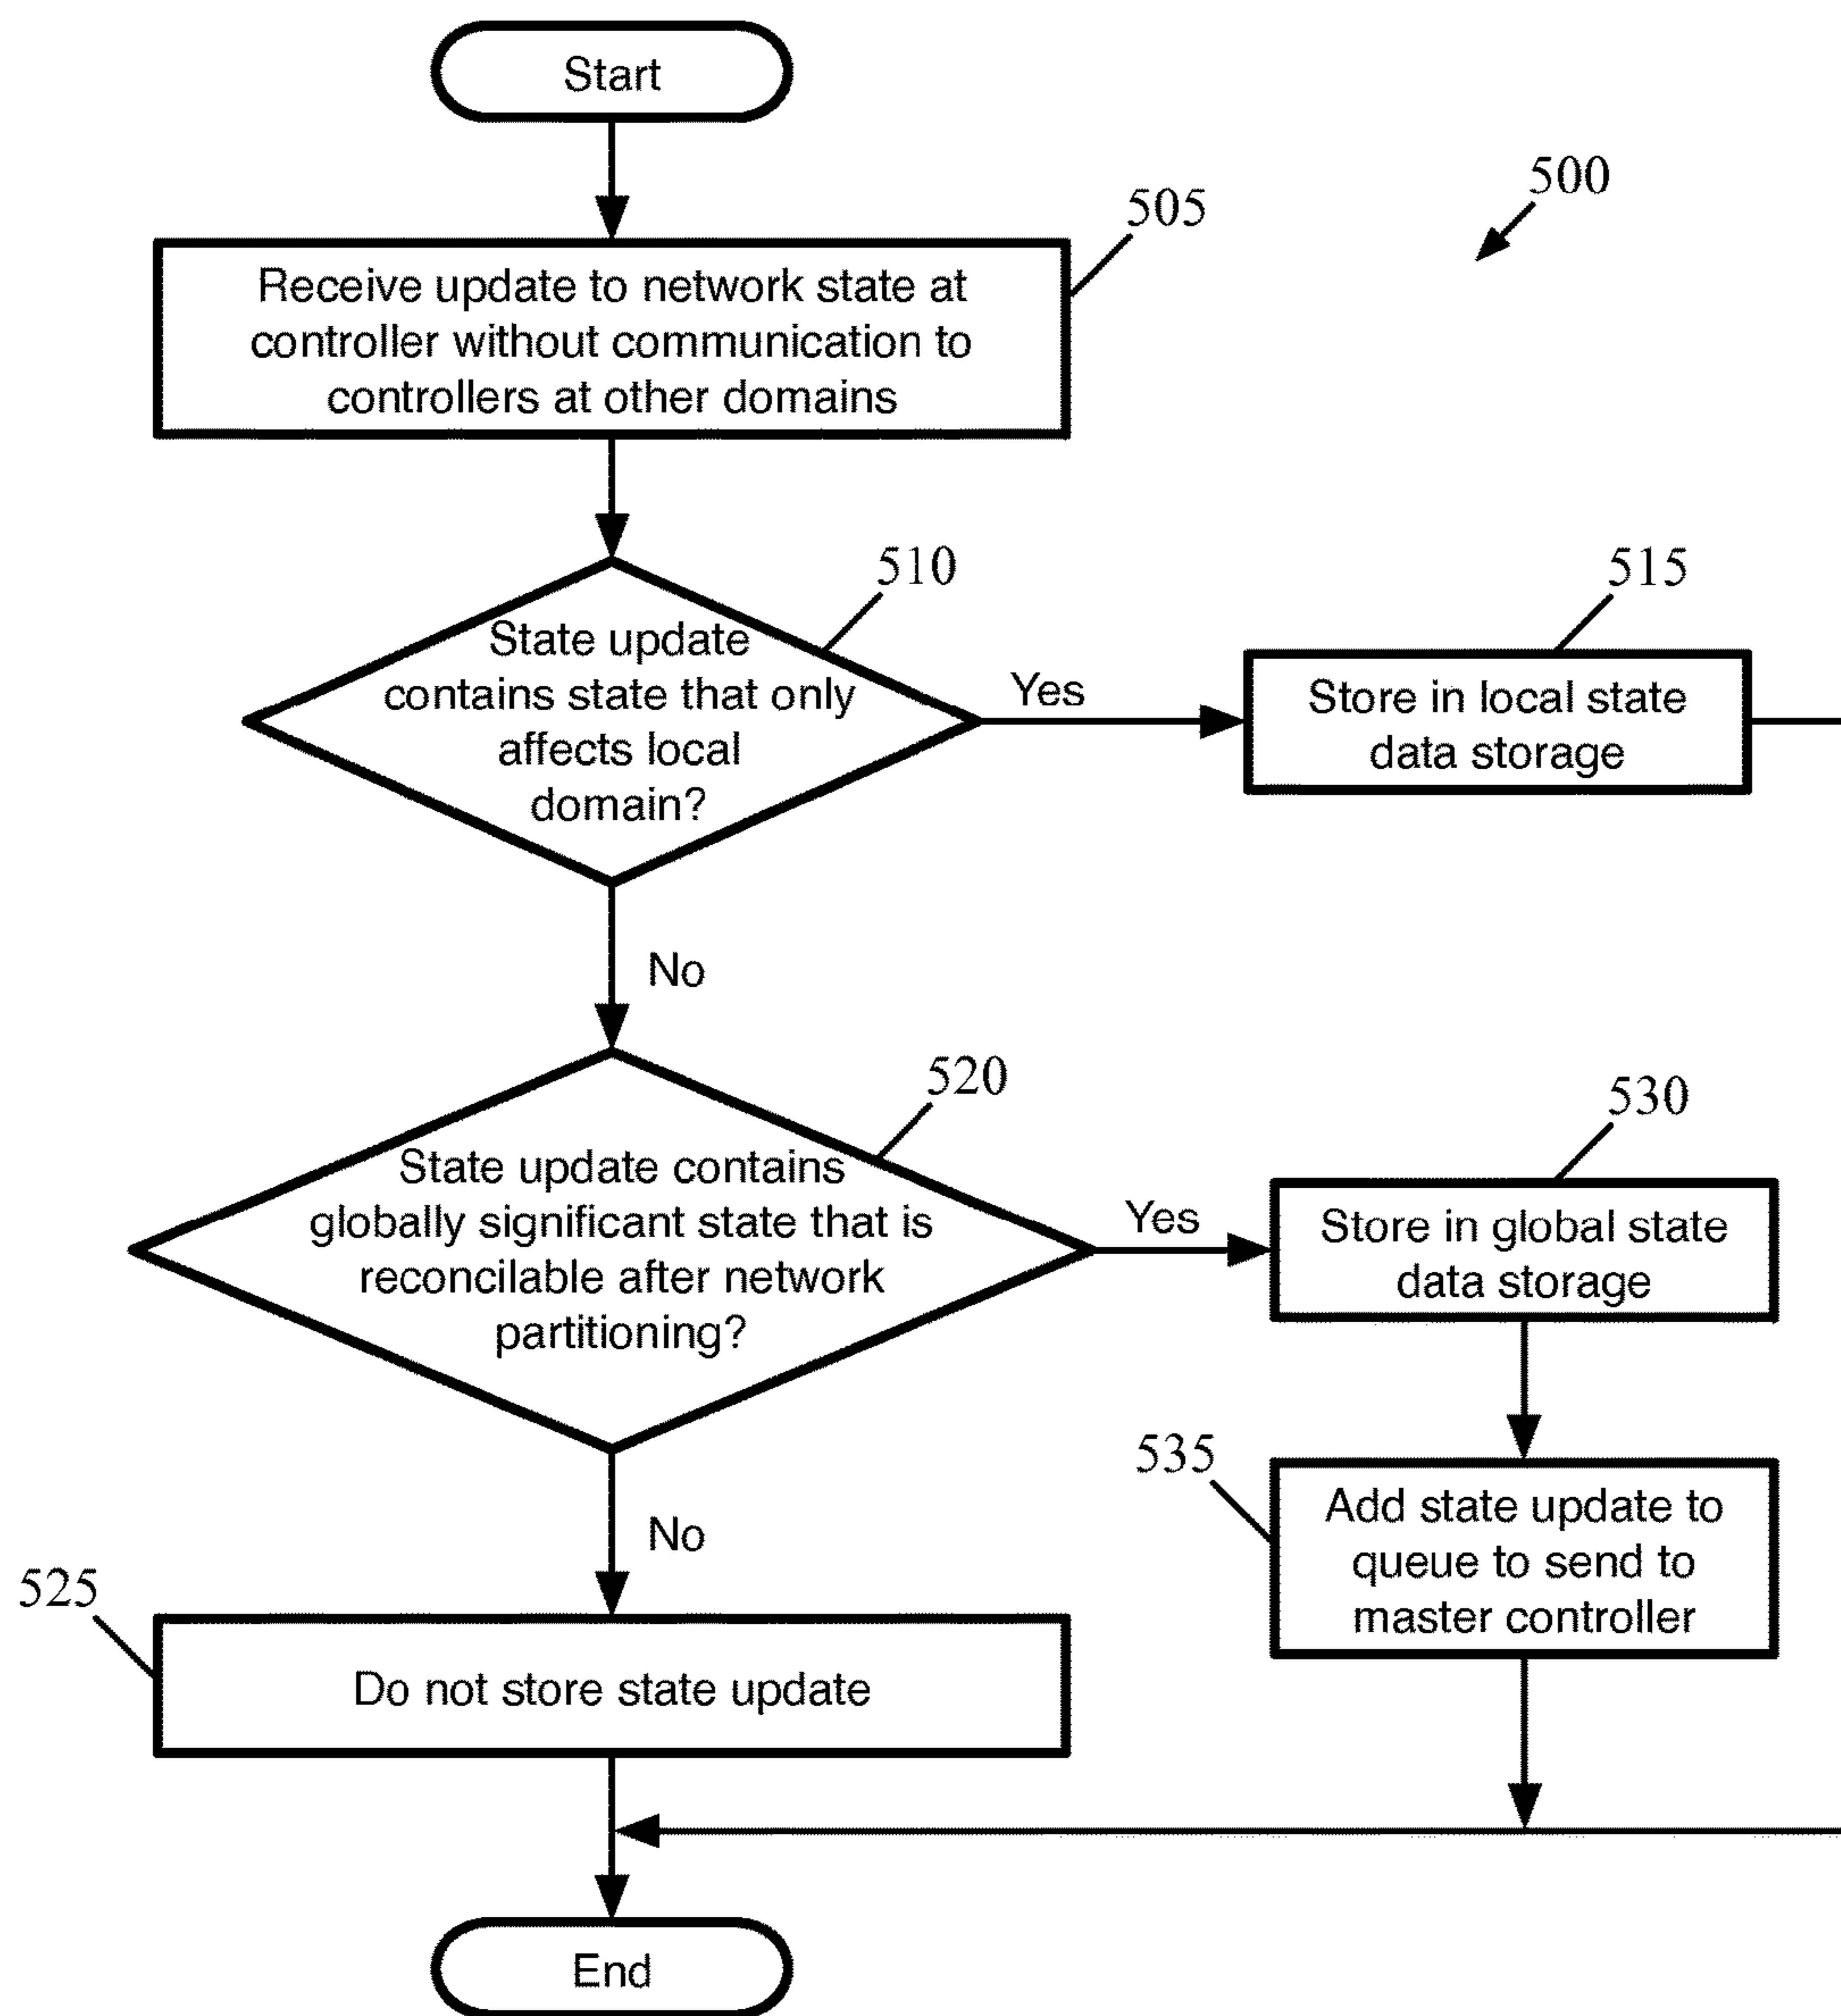 Start
500
505
Receive update to network state at
controller without communication to
controllers at other domains
510
State update
contains state that only
affects local
domain?
Yes
515
Store in local state
data storage
No
520
State update contains
globally significant state that is
reconcilable after network
partitioning?
Yes
530
Store in global state
data storage
535
Add state update to
queue to send to
master controller
No
525
Do not store state update
End